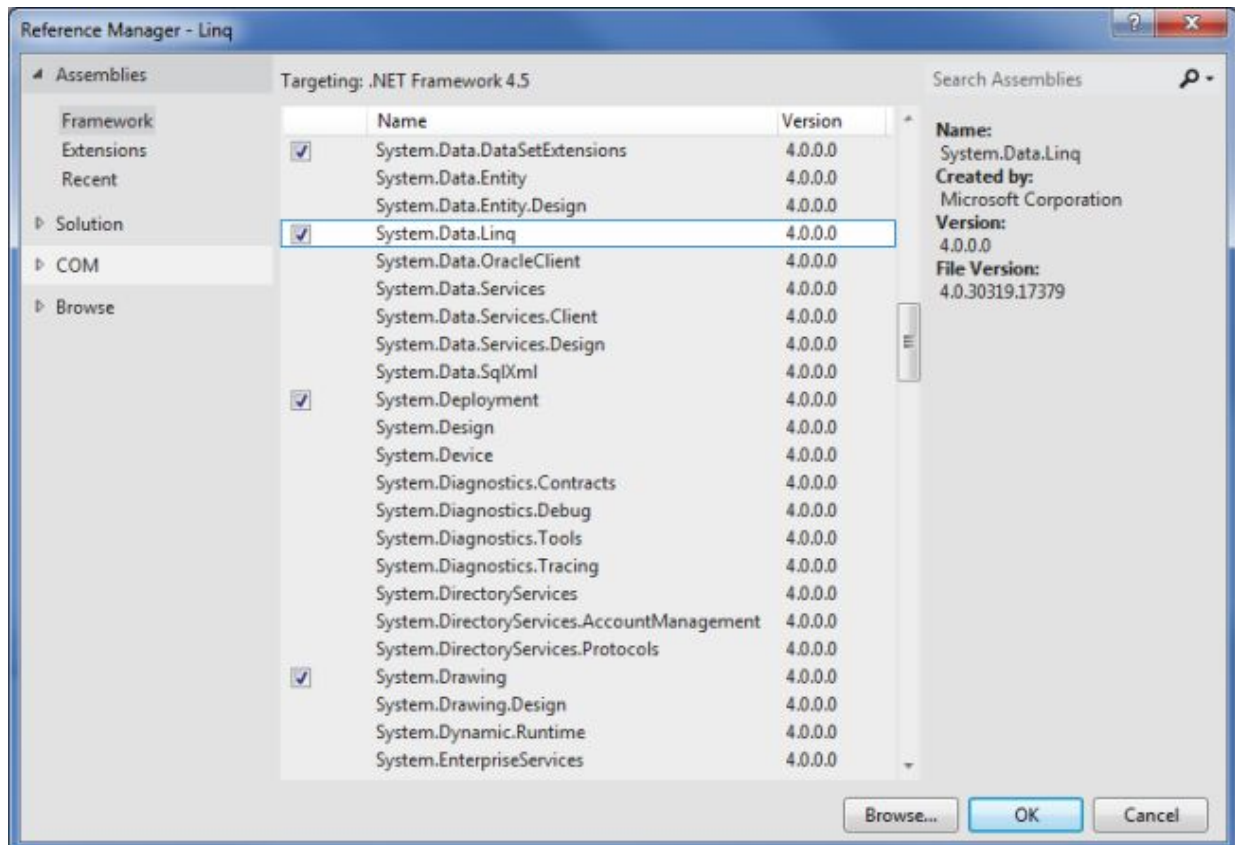 Reference Manager - Linq
Assemblies
Framework
Extensions
Recent
Solution
COM
Browse
Targeting: .NET Framework 4.5
Name Version
System.Data.DataSetExtensions 4.0.0.0
System.Data.Entity 4.0.0.0
System.Data.Entity.Design 4.0.0.0
System.Data.Linq 4.0.0.0
System.Data.OracleClient 4.0.0.0
System.Data.Services 4.0.0.0
System.Data.Services.Client 4.0.0.0
System.Data.Services.Design 4.0.0.0
System.Data.SqlXml 4.0.0.0
System.Deployment 4.0.0.0
System.Design 4.0.0.0
System.Device 4.0.0.0
System.Diagnostics.Contracts 4.0.0.0
System.Diagnostics.Debug 4.0.0.0
System.Diagnostics.Tools 4.0.0.0
System.Diagnostics.Tracing 4.0.0.0
System.DirectoryServices 4.0.0.0
System.DirectoryServices.AccountManagement 4.0.0.0
System.DirectoryServices.Protocols 4.0.0.0
System.Drawing 4.0.0.0
System.Drawing.Design 4.0.0.0
System.Dynamic.Runtime 4.0.0.0
System.EnterpriseServices 4.0.0.0
Search Assemblies
Name:
System.Data.Linq
Created by:
Microsoft Corporation
Version:
4.0.0.0
File Version:
4.0.30319.17379
Browse... OK Cancel